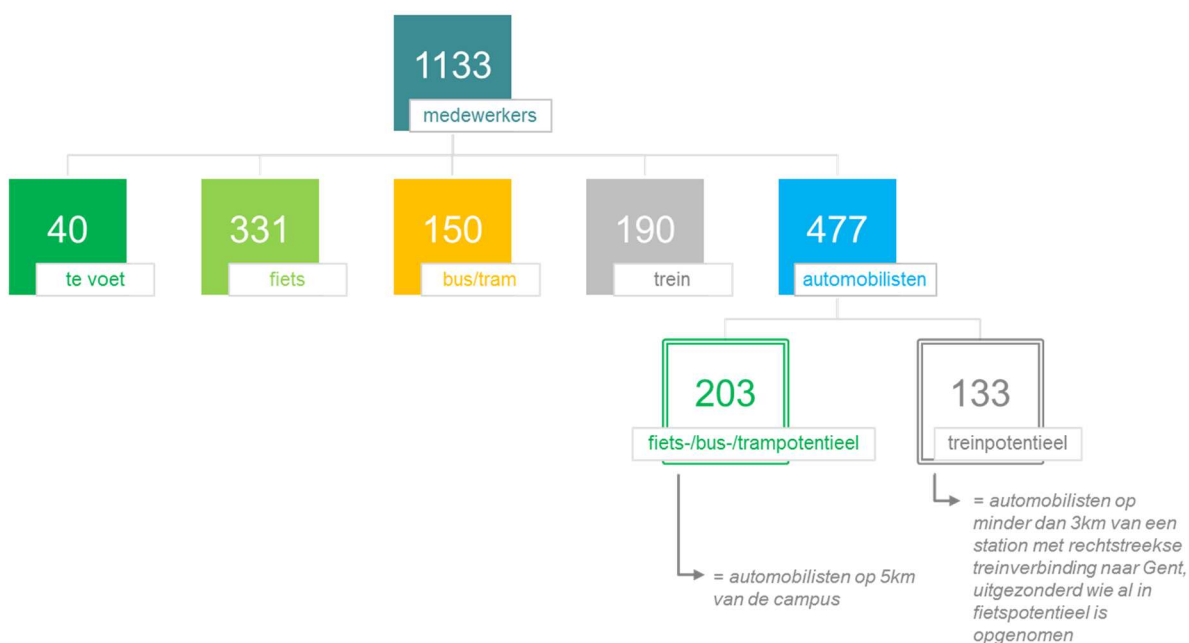 1133
medewerkers
40
te voet
331
fiets
150
bus/tram
190
trein
477
automobilisten
203
fiets-/bus-/trampotentieel
133
treinpotentieel
= automobilisten op 5km
van de campus
= automobilisten op
minder dan 3km van een
station met rechtstreekse
treinverbinding naar Gent,
uitgezonderd wie al in
fietspotentieel is
opgenomen